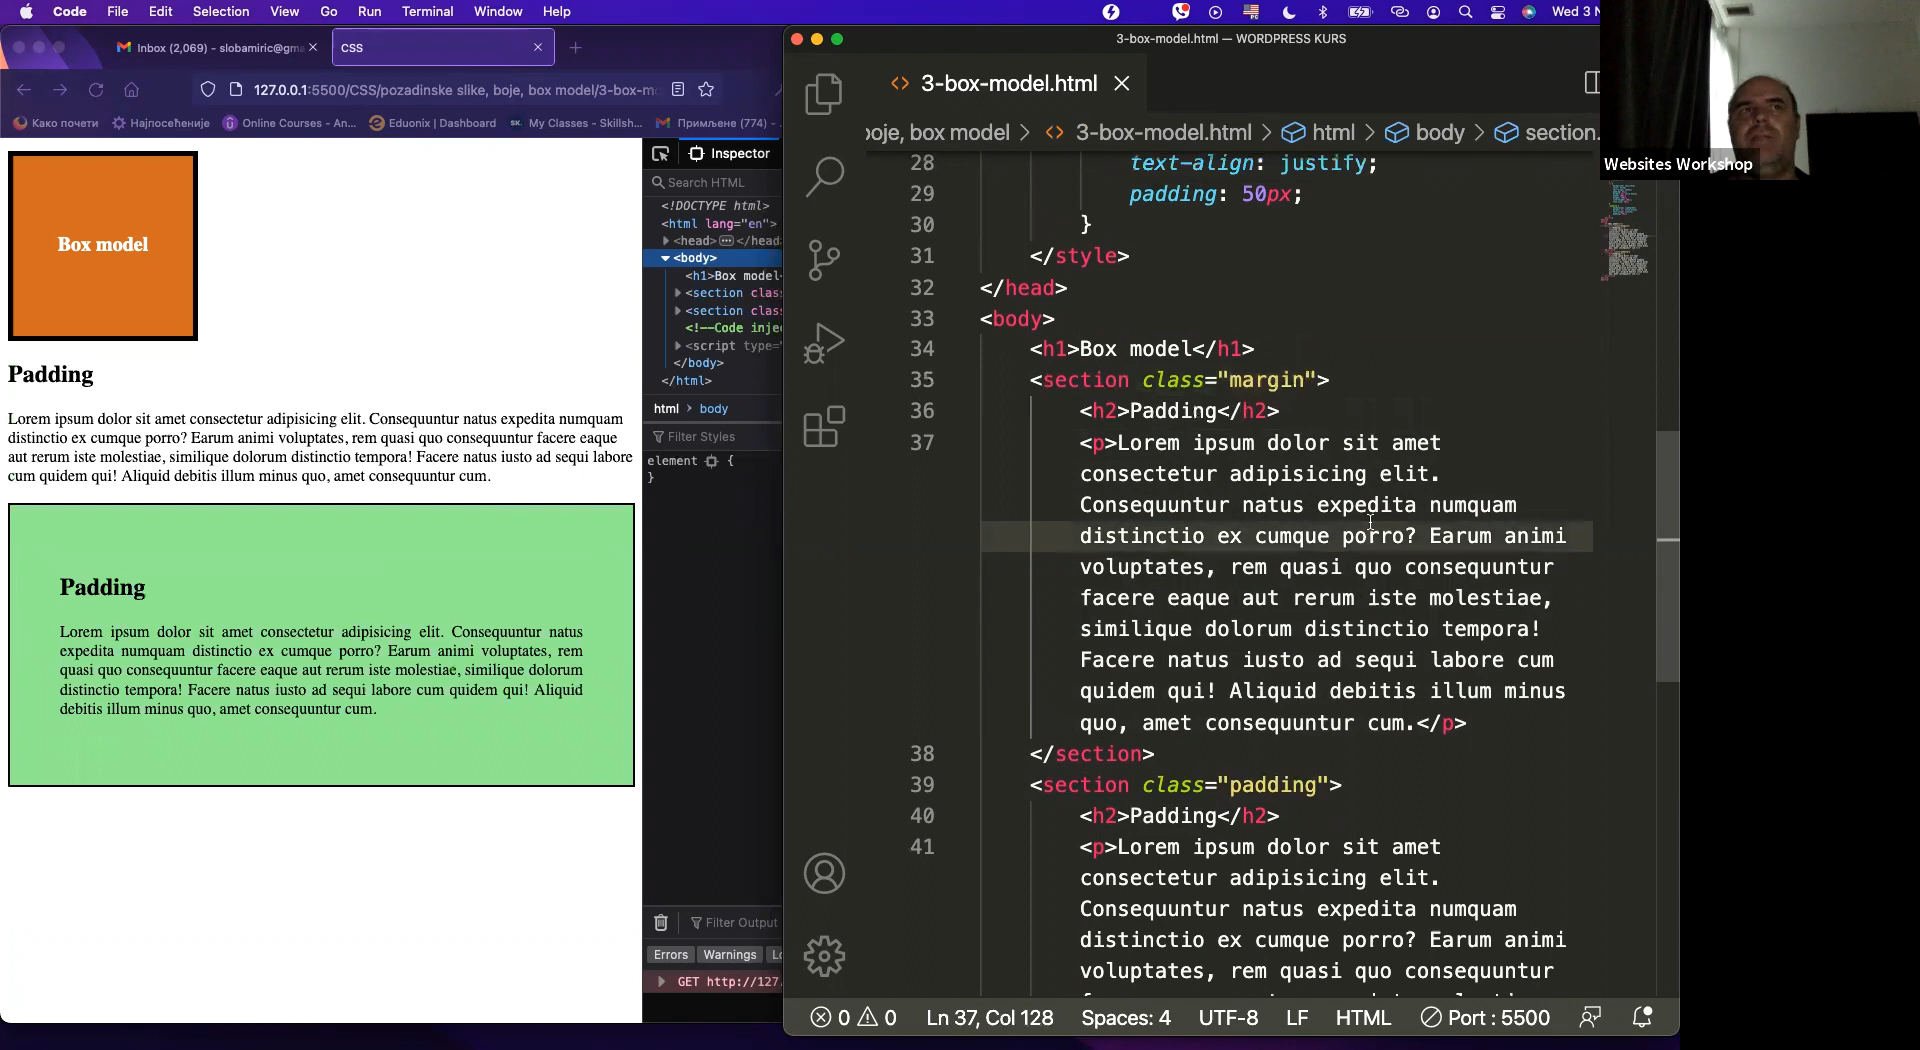 Code File Edit Selection View Go Run Terminal Window Help
Wed 3 N
Inbox (2,069) - slobamiric@gma
CSS
127.0.0.1:5500/CSS/pozadinske slike, boje, box model/3-box-m
Како почети Најпосећеније Online Courses - An... Eduonix | Dashboard My Classes - Skillsh... Примљене (774) -
Box model
Padding
Lorem ipsum dolor sit amet consectetur adipisicing elit. Consequuntur natus expedita numquam
distinctio ex cumque porro? Earum animi voluptates, rem quasi quo consequuntur facere eaque
aut rerum iste molestiae, similique dolorum distinctio tempora! Facere natus iusto ad sequi labore
cum quidem qui! Aliquid debitis illum minus quo, amet consequuntur cum.
Padding
Lorem ipsum dolor sit amet consectetur adipisicing elit. Consequuntur natus
expedita numquam distinctio ex cumque porro? Earum animi voluptates, rem
quasi quo consequuntur facere eaque aut rerum iste molestiae, similique dolorum
distinctio tempora! Facere natus iusto ad sequi labore cum quidem qui! Aliquid
debitis illum minus quo, amet consequuntur cum.
Inspector
Search HTML
<!DOCTYPE html>
<html lang="en">
<head></head
<body>
<h1>Box model
<section clas
<section clas
<!--Code inje
<script type="
</body>
</html>
html > body
Filter Styles
element {
}
Filter Output
Errors Warnings Lo
GET http://127.
3-box-model.html — WORDPRESS KURS
3-box-model.html
boje, box model > 3-box-model.html > html > body > section.
28 text-align: justify;
29 padding: 50px;
30 }
31 </style>
32 </head>
33 <body>
34 <h1>Box model</h1>
35 <section class="margin">
36 <h2>Padding</h2>
37 <p>Lorem ipsum dolor sit amet
consectetur adipisicing elit.
Consequuntur natus expedita numquam
distinctio ex cumque porro? Earum animi
voluptates, rem quasi quo consequuntur
facere eaque aut rerum iste molestiae,
similique dolorum distinctio tempora!
Facere natus iusto ad sequi labore cum
quidem qui! Aliquid debitis illum minus
quo, amet consequuntur cum.</p>
38 </section>
39 <section class="padding">
40 <h2>Padding</h2>
41 <p>Lorem ipsum dolor sit amet
consectetur adipisicing elit.
Consequuntur natus expedita numquam
distinctio ex cumque porro? Earum animi
voluptates, rem quasi quo consequuntur
0 0 Ln 37, Col 128 Spaces: 4 UTF-8 LF HTML Port : 5500
Websites Workshop